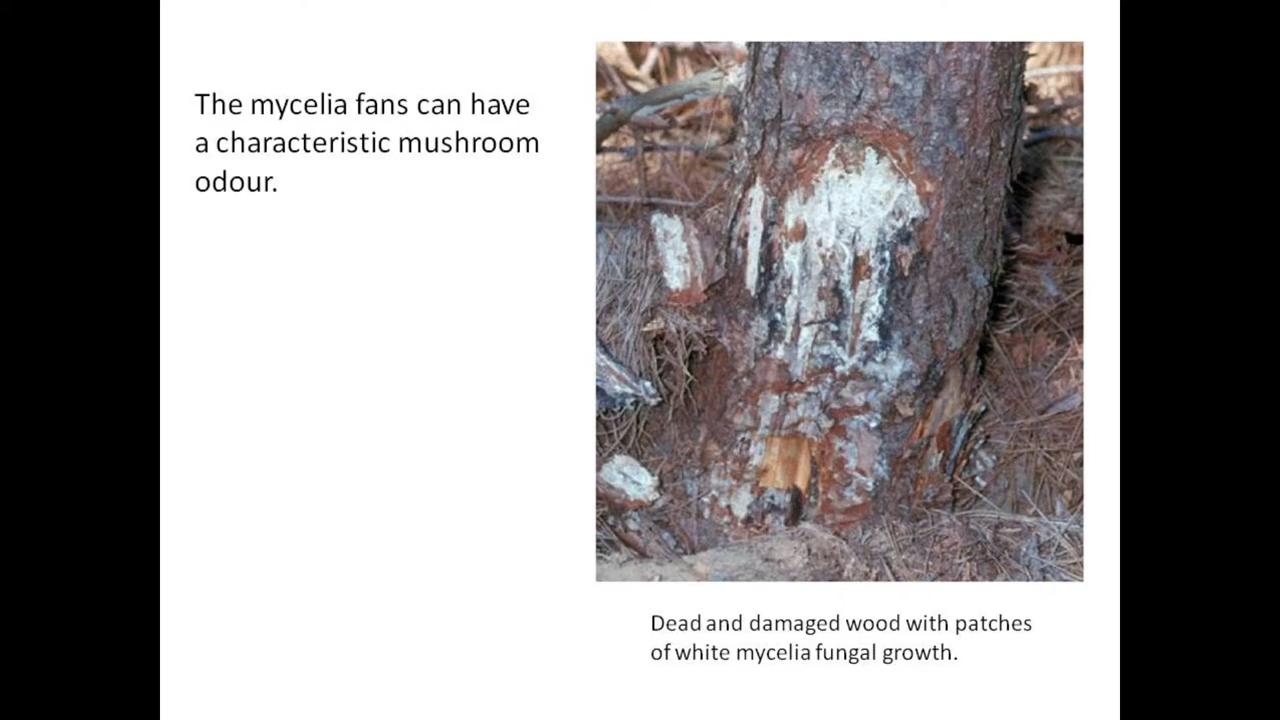 The mycelia fans can have
a characteristic mushroom
odour.
Dead and damaged wood with patches
of white mycelia fungal growth.